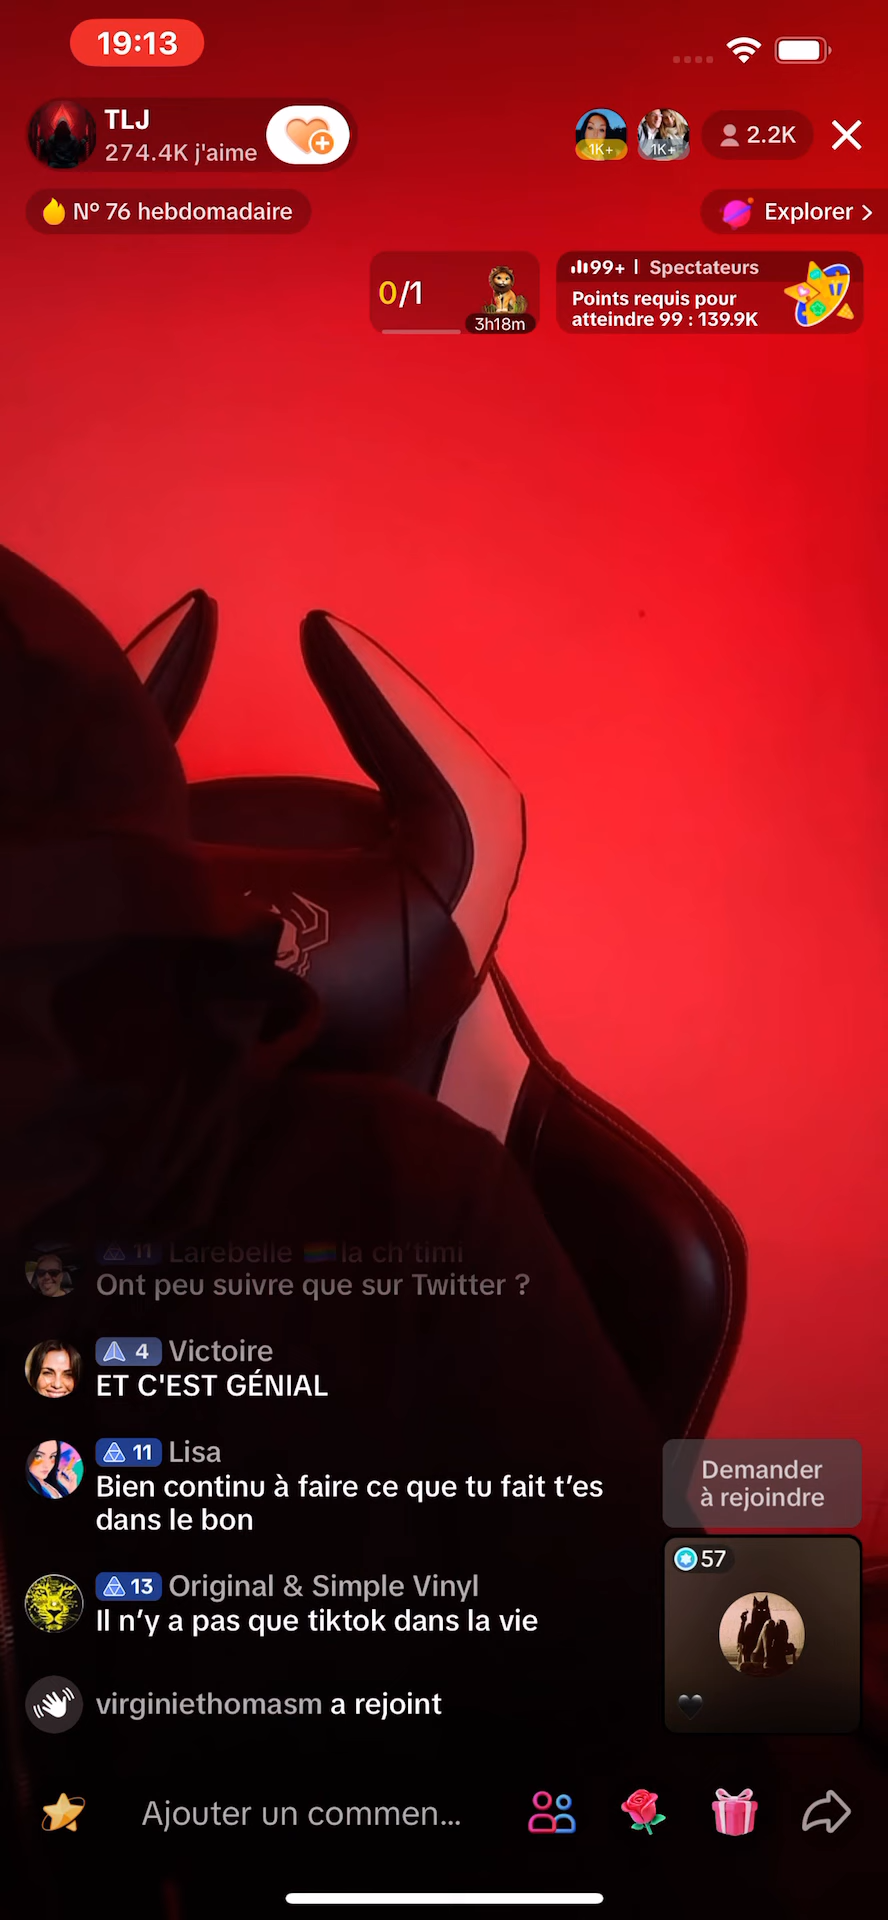 19:13
TLJ
274.4K j'aime
1K+
1K+
2.2K
Nº 76 hebdomadaire
Explorer >
0/1
3h18m
99+ | Spectateurs
Points requis pour
atteindre 99 : 139.9K
11 Larebelle 🏳️‍🌈la ch'timi
Ont peu suivre que sur Twitter ?
4 Victoire
ET C'EST GÉNIAL
11 Lisa
Bien continu à faire ce que tu fait t’es
dans le bon
Demander
à rejoindre
57
13 Original & Simple Vinyl
Il n’y a pas que tiktok dans la vie
virginiethomasm a rejoint
Ajouter un commen...